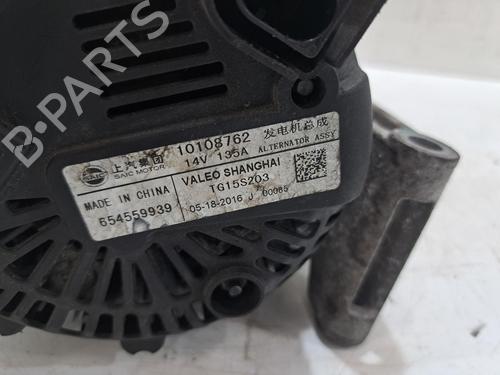 上汽集团
SAIC MOTOR
10108762 发电机总成
14V 135A ALTERNATOR ASSY
MADE IN CHINA
654559939
VALEO SHANGHAI
TG15S203
05-18-2016 J 00065
B-PARTS